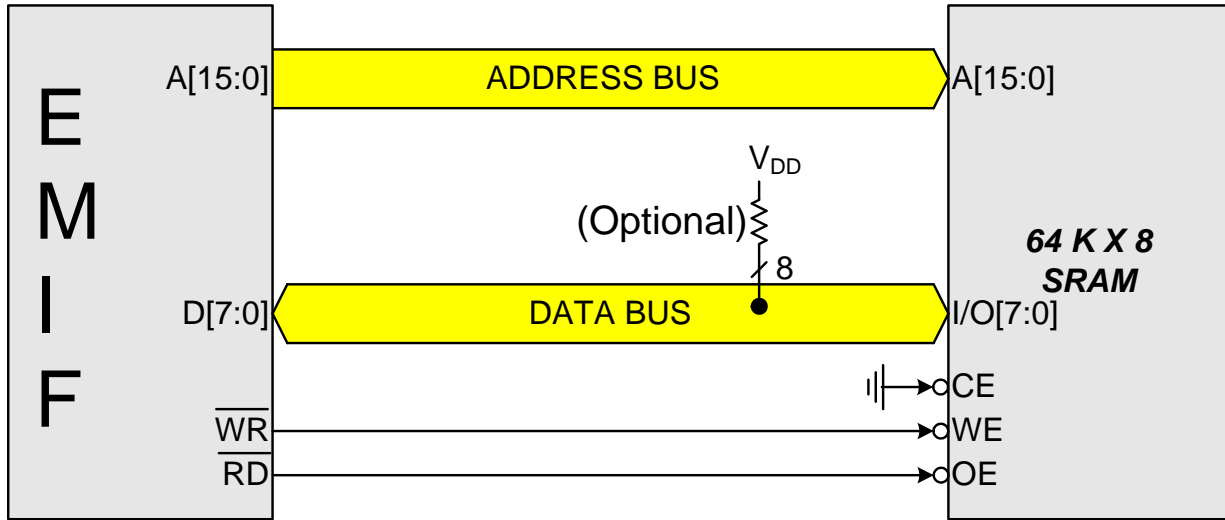 EMIF
A[15:0]
ADDRESS BUS
A[15:0]
VDD
(Optional)
8
64 K X 8
SRAM
D[7:0]
DATA BUS
I/O[7:0]
CE
WR
WE
RD
OE